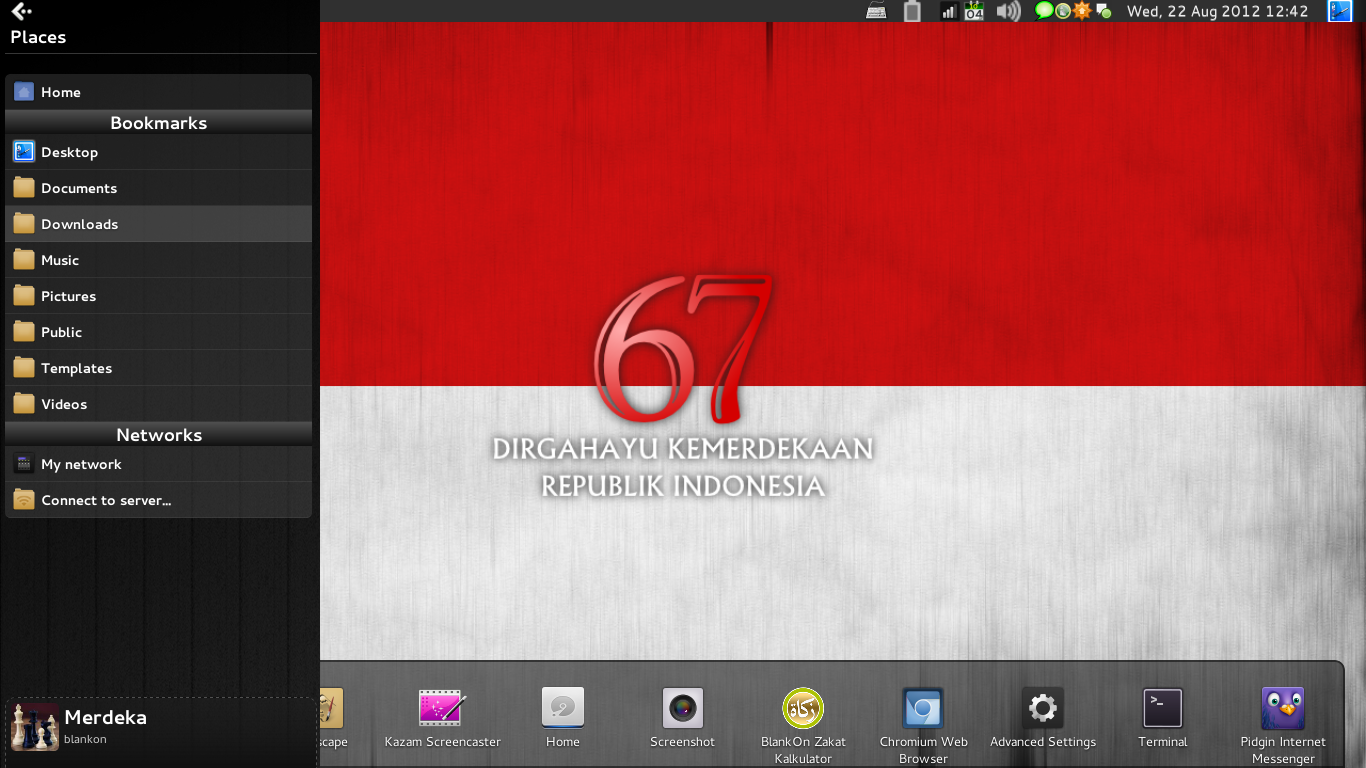 Places
Home
Bookmarks
Desktop
Documents
Downloads
Music
Pictures
Public
Templates
Videos
Networks
My network
Connect to server...
Merdeka
blankon
04
Wed, 22 Aug 2012 12:42
67
DIRGAHAYU KEMERDEKAAN
REPUBLIK INDONESIA
scape
Kazam Screencaster
Home
Screenshot
زكاة
BlankOn Zakat
Kalkulator
Chromium Web
Browser
Advanced Settings
>_
Terminal
Pidgin Internet
Messenger